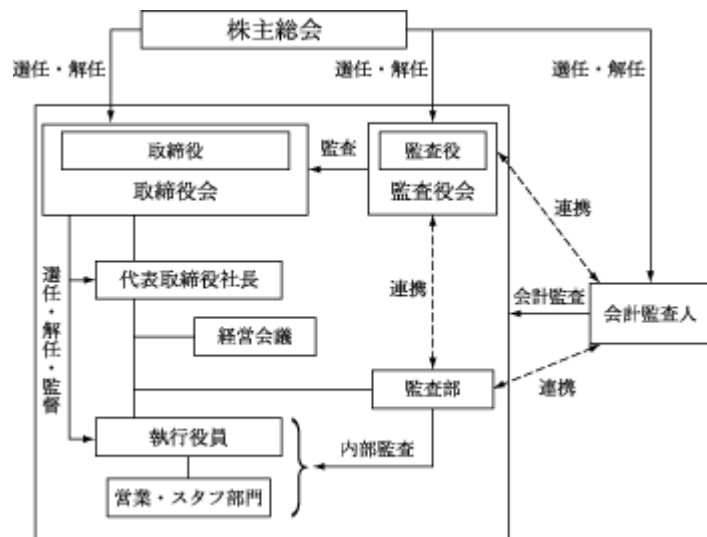 株主総会
選任・解任
選任・解任
選任・解任
取締役
取締役会
監査
監査役
監査役会
連携
選任・解任・監督
代表取締役社長
連携
会計監査
会計監査人
経営会議
監査部
連携
執行役員
内部監査
営業・スタッフ部門